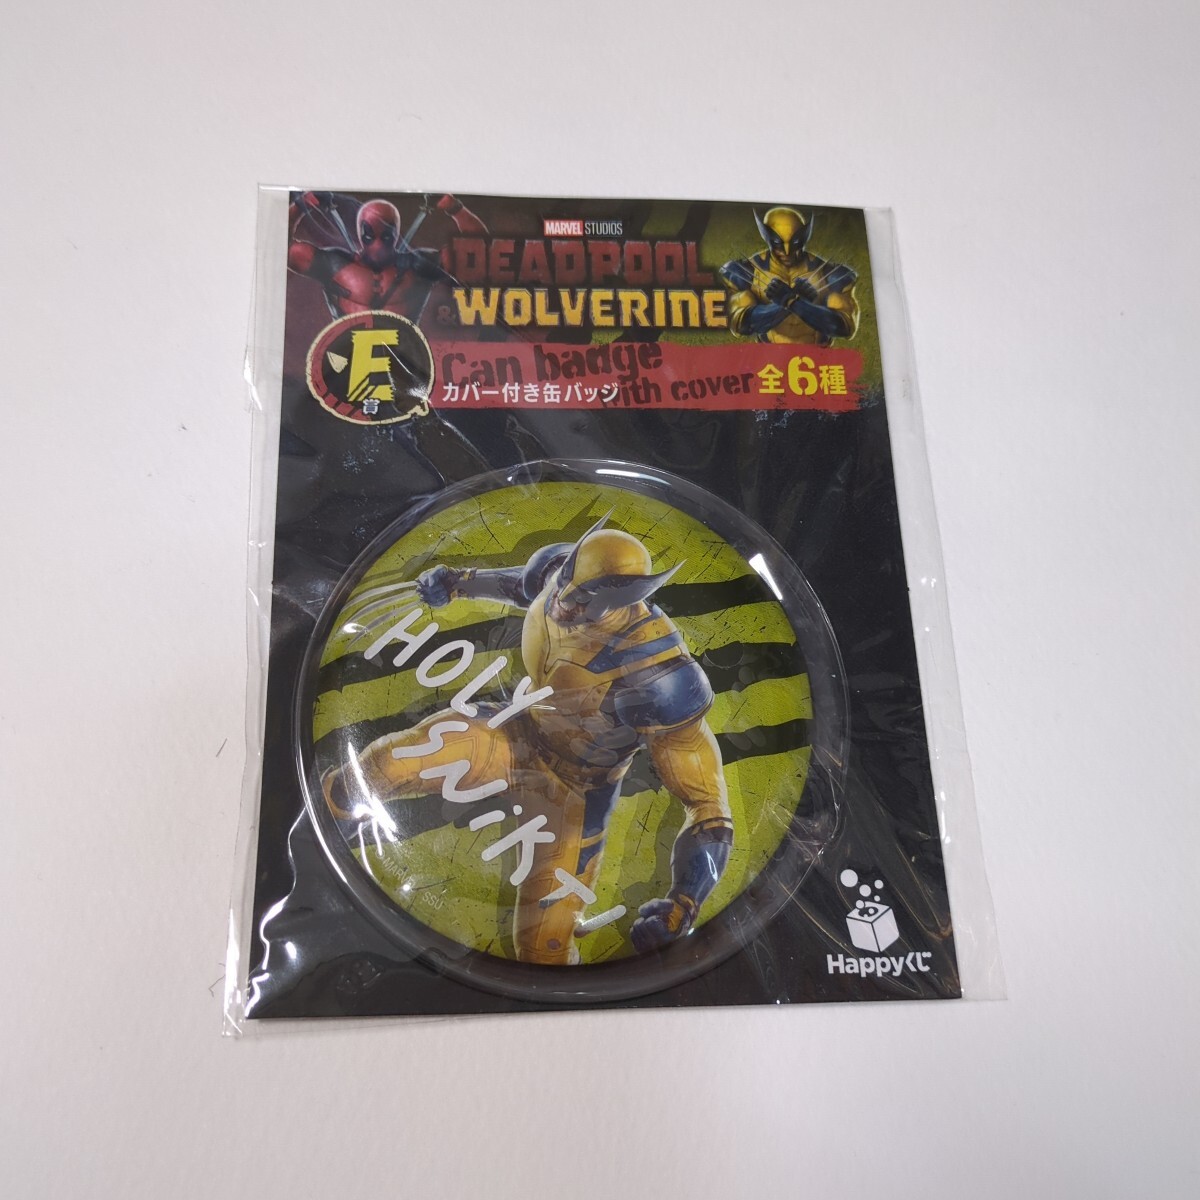 MARVEL STUDIOS
DEADPOOL
& WOLVERINE
E賞
Can badge
with cover
カバー付き缶バッジ
全6種
HOLY
SNiKT!
Happyくじ